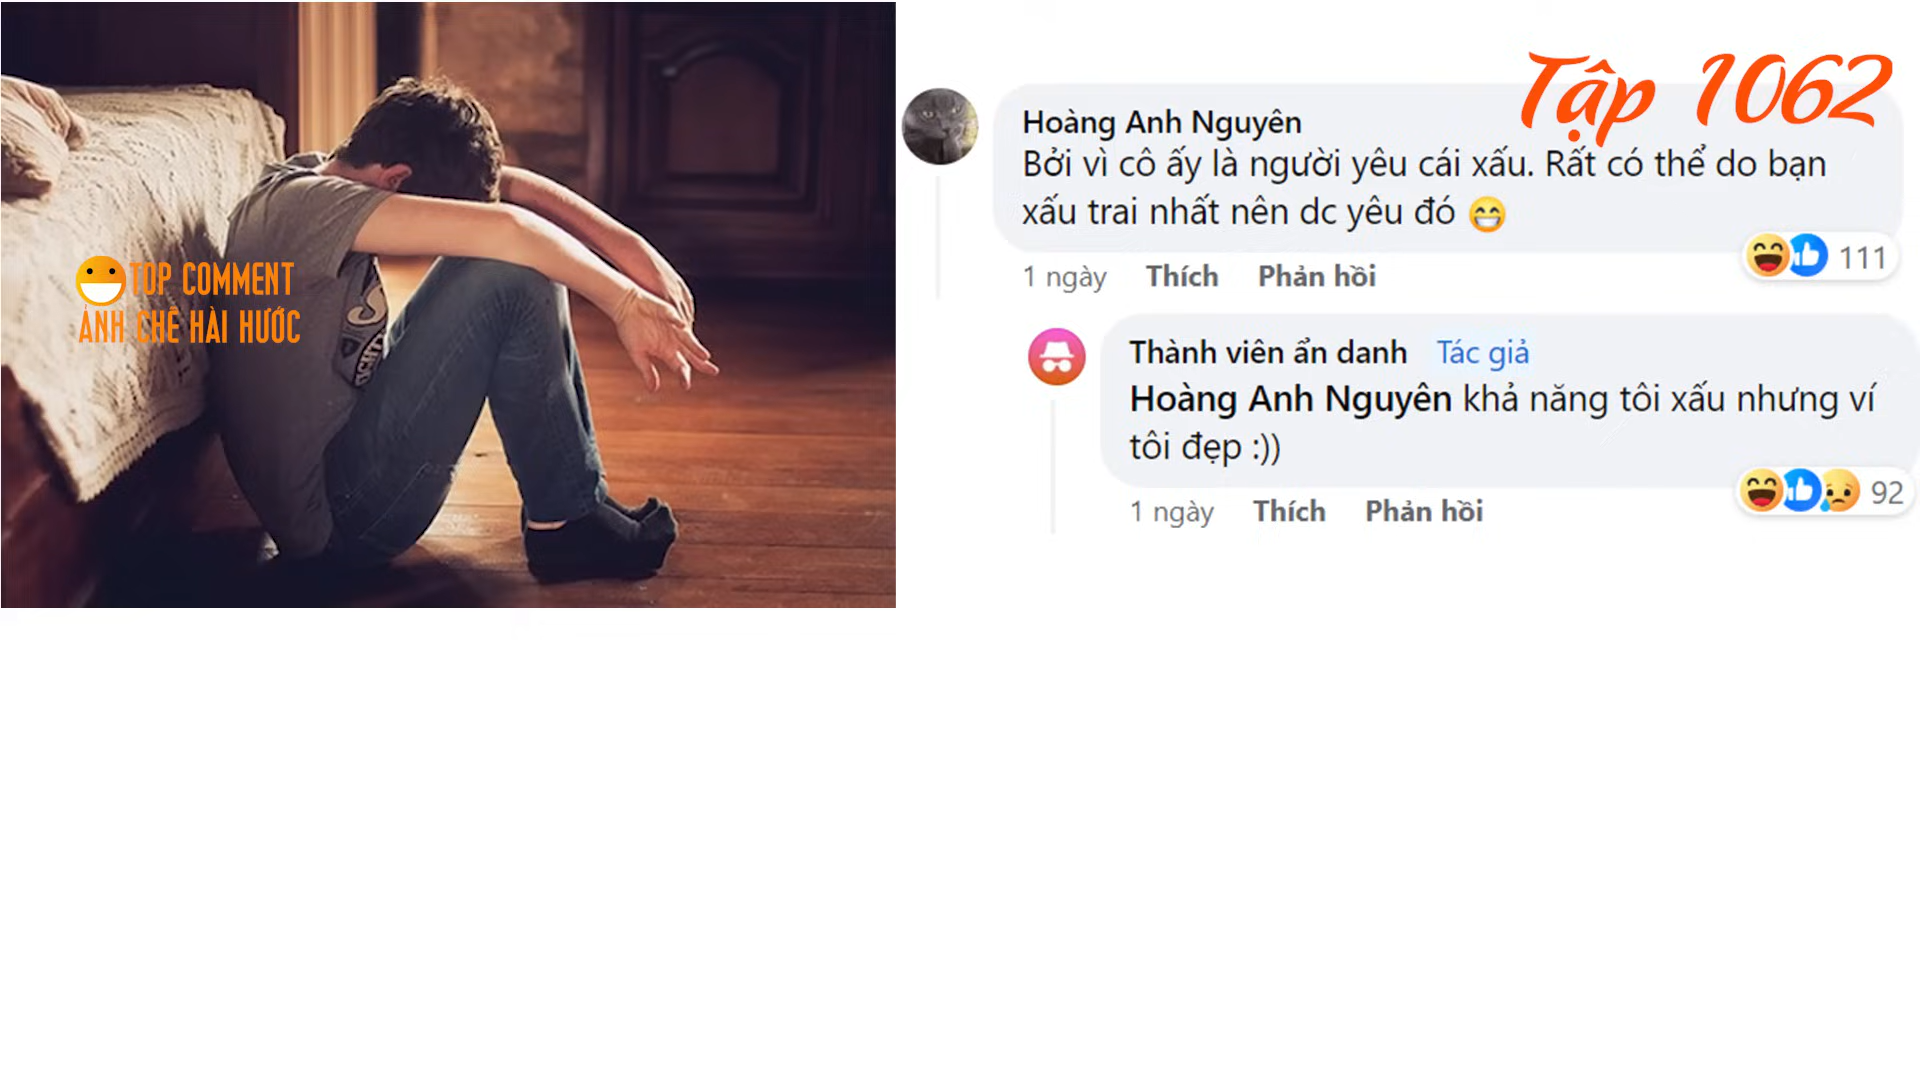 Tập 1062
TOP COMMENT
ẢNH CHẾ HÀI HƯỚC
Hoàng Anh Nguyên
Bởi vì cô ấy là người yêu cái xấu. Rất có thể do bạn
xấu trai nhất nên dc yêu đó 😁
111
1 ngày Thích Phản hồi
Thành viên ẩn danh Tác giả
Hoàng Anh Nguyên khả năng tôi xấu nhưng ví
tôi đẹp :))
92
1 ngày Thích Phản hồi